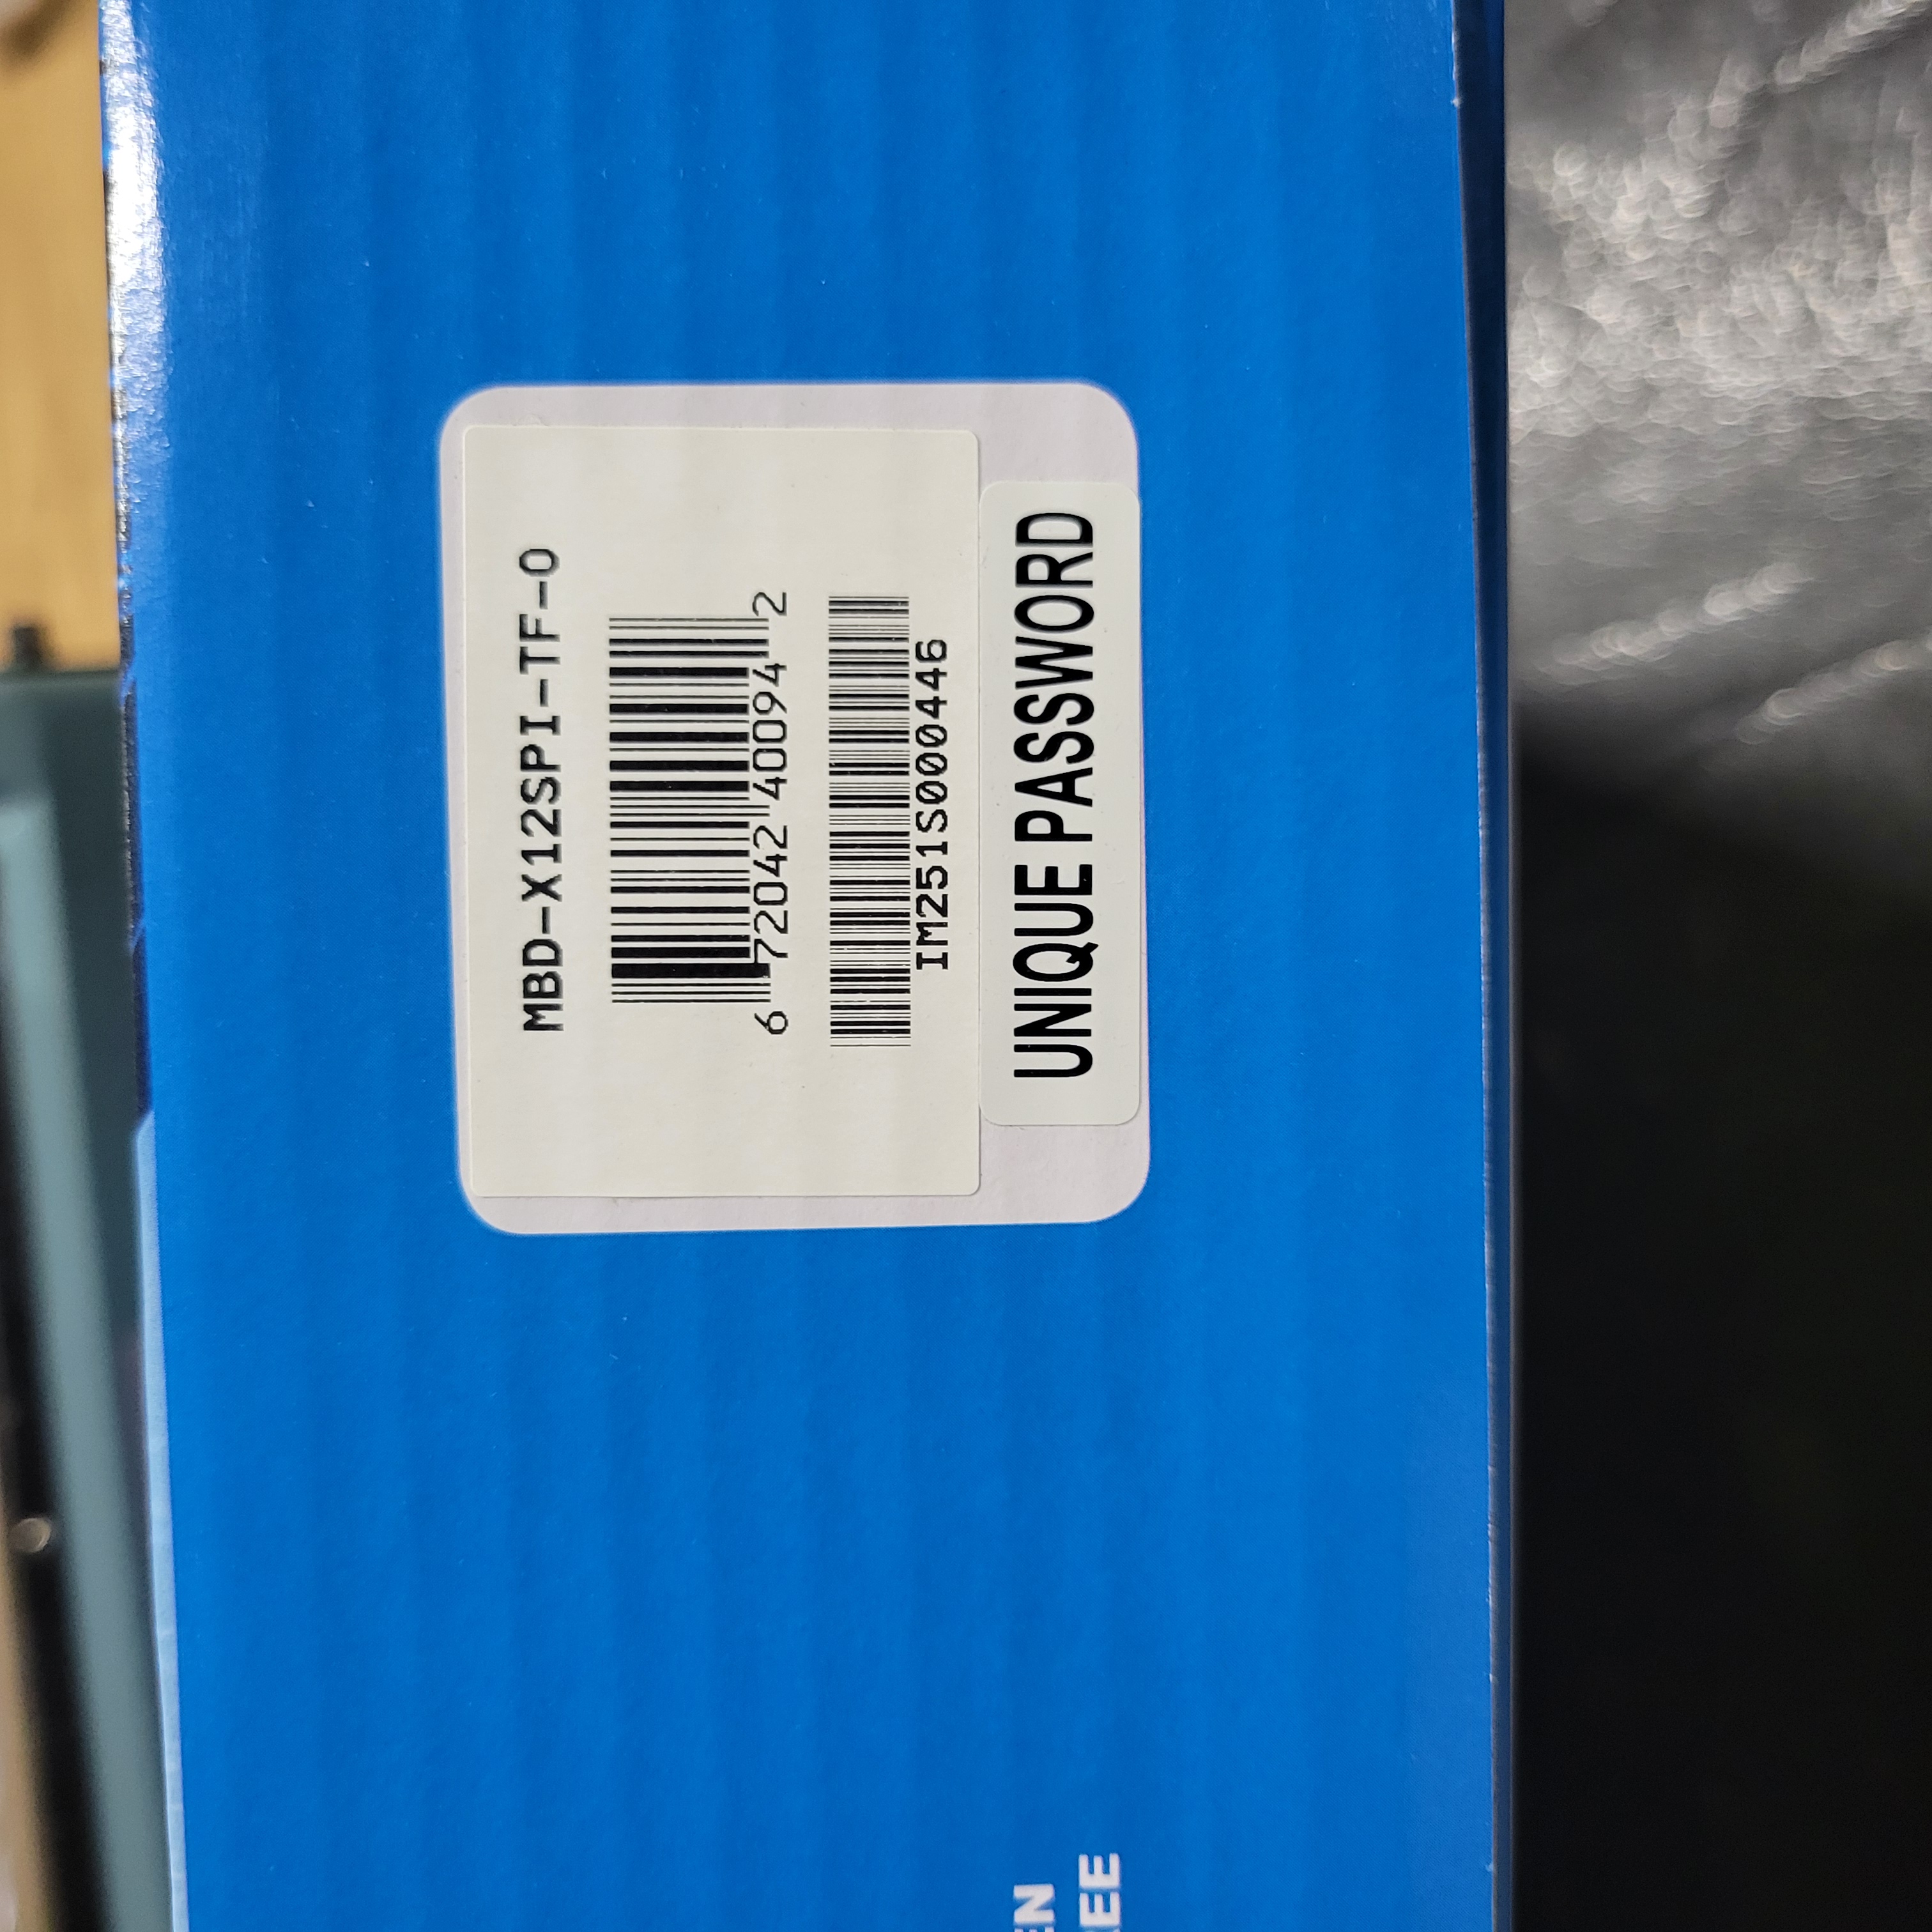 MBD-X12SPI-TF-O
6 72042 40094 2
IM251S000446
UNIQUE PASSWORD